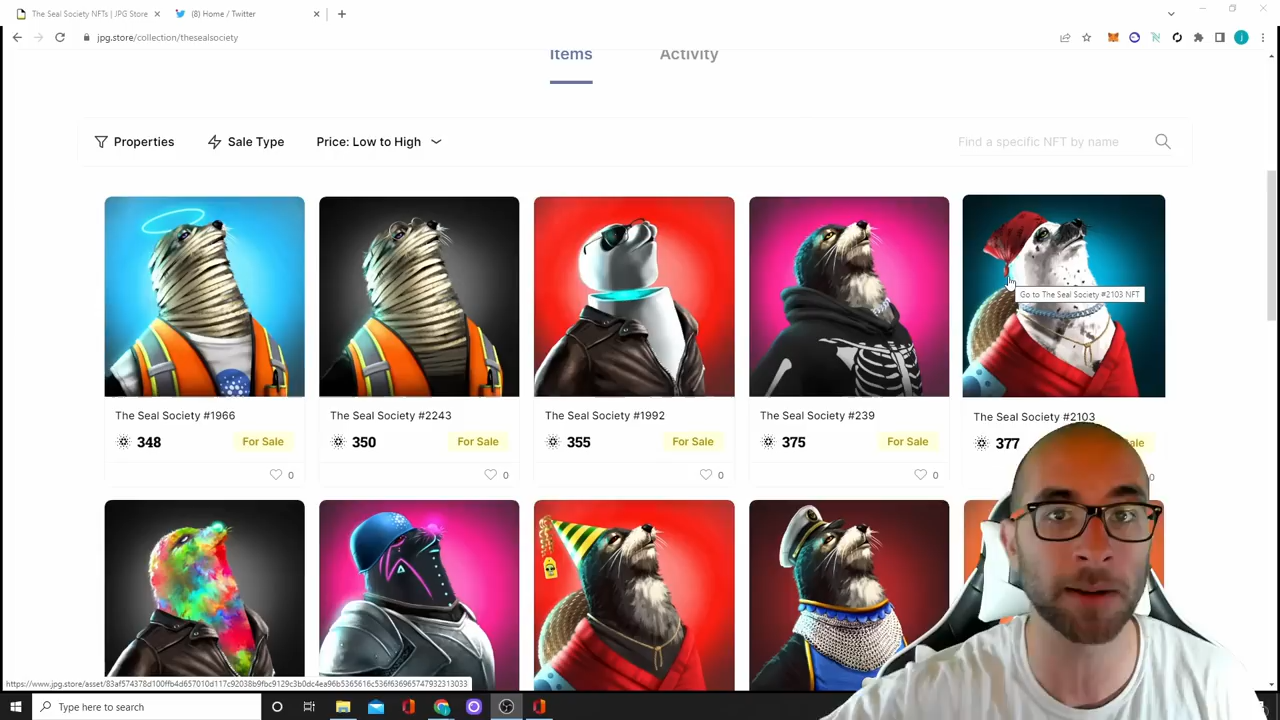 The Seal Society NFTs | JPG Store
(8) Home / Twitter
jpg.store/collection/thesealsociety
Items
Activity
Properties
Sale Type
Price: Low to High
Find a specific NFT by name
Go to The Seal Society #2103 NFT
The Seal Society #1966
The Seal Society #2243
The Seal Society #1992
The Seal Society #239
The Seal Society #2103
348
For Sale
350
For Sale
355
For Sale
375
For Sale
377
ale
0
0
0
0
0
Type here to search